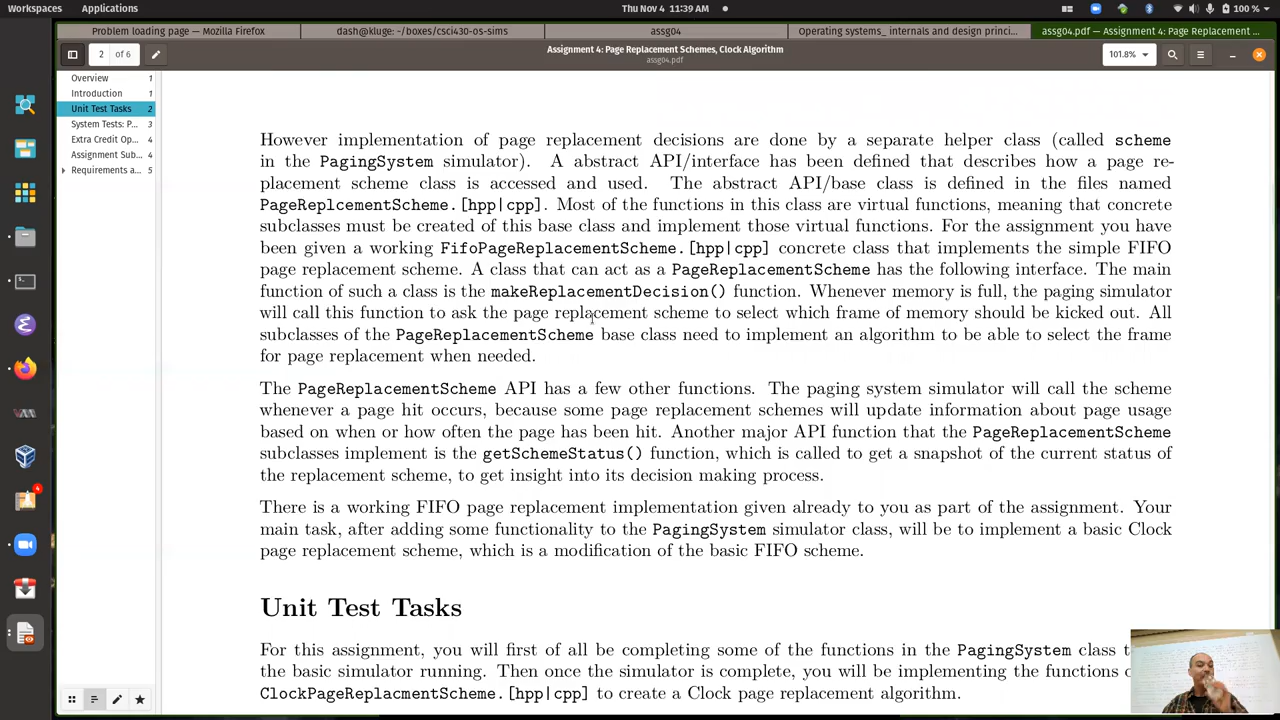 Workspaces Applications Thu Nov 4 11:39 AM 100 %
Problem loading page — Mozilla Firefox dash@kluge: ~/boxes/csci430-os-sims assg04 Operating systems_ internals and design princi... assg04.pdf — Assignment 4: Page Replacement ...
2 of 6 Assignment 4: Page Replacement Schemes, Clock Algorithm 101.8%
assg04.pdf
Overview 1
Introduction 1
Unit Test Tasks 2
System Tests: P... 3
Extra Credit Op... 4
Assignment Sub... 4
Requirements a... 5
However implementation of page replacement decisions are done by a separate helper class (called scheme
in the PagingSystem simulator). A abstract API/interface has been defined that describes how a page re-
placement scheme class is accessed and used. The abstract API/base class is defined in the files named
PageReplcmentScheme.[hpp|cpp]. Most of the functions in this class are virtual functions, meaning that concrete
subclasses must be created of this base class and implement those virtual functions. For the assignment you have
been given a working FifoPageReplacementScheme.[hpp|cpp] concrete class that implements the simple FIFO
page replacement scheme. A class that can act as a PageReplacementScheme has the following interface. The main
function of such a class is the makeReplacementDecision() function. Whenever memory is full, the paging simulator
will call this function to ask the page replacement scheme to select which frame of memory should be kicked out. All
subclasses of the PageReplacementScheme base class need to implement an algorithm to be able to select the frame
for page replacement when needed.
The PageReplacementScheme API has a few other functions. The paging system simulator will call the scheme
whenever a page hit occurs, because some page replacement schemes will update information about page usage
based on when or how often the page has been hit. Another major API function that the PageReplacementScheme
subclasses implement is the getSchemeStatus() function, which is called to get a snapshot of the current status of
the replacement scheme, to get insight into its decision making process.
There is a working FIFO page replacement implementation given already to you as part of the assignment. Your
main task, after adding some functionality to the PagingSystem simulator class, will be to implement a basic Clock
page replacement scheme, which is a modification of the basic FIFO scheme.
Unit Test Tasks
For this assignment, you will first of all be completing some of the functions in the PagingSystem class
the basic simulator running. Then once the simulator is complete, you will be implementing the functions
ClockPageReplacmentScheme.[hpp|cpp] to create a Clock page replacement algorithm.
4